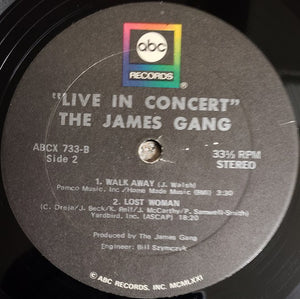 abc
RECORDS
®
"LIVE IN CONCERT"
THE JAMES GANG
ABCX 733-B
Side 2
33⅓ RPM
STEREO
1. WALK AWAY (J. Walsh)
Pamco Music, Inc./Home Made Music (BMI) 3:30
2. LOST WOMAN
(C. Dreja/J. Beck/K. Relf/J. McCarthy/P. Samwell-Smith)
Yardbird, Inc. (ASCAP) 18:30
Produced by The James Gang
Engineer: Bill Szymczyk
© ABC RECORDS, INC. MCMLXXI